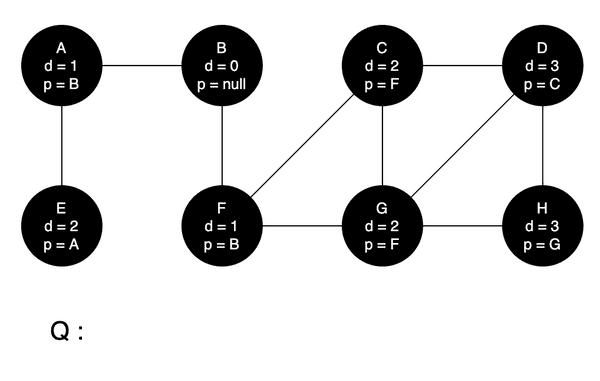 A
d = 1
p = B
B
d = 0
p = null
C
d = 2
p = F
D
d = 3
p = C
E
d = 2
p = A
F
d = 1
p = B
G
d = 2
p = F
H
d = 3
p = G
Q :